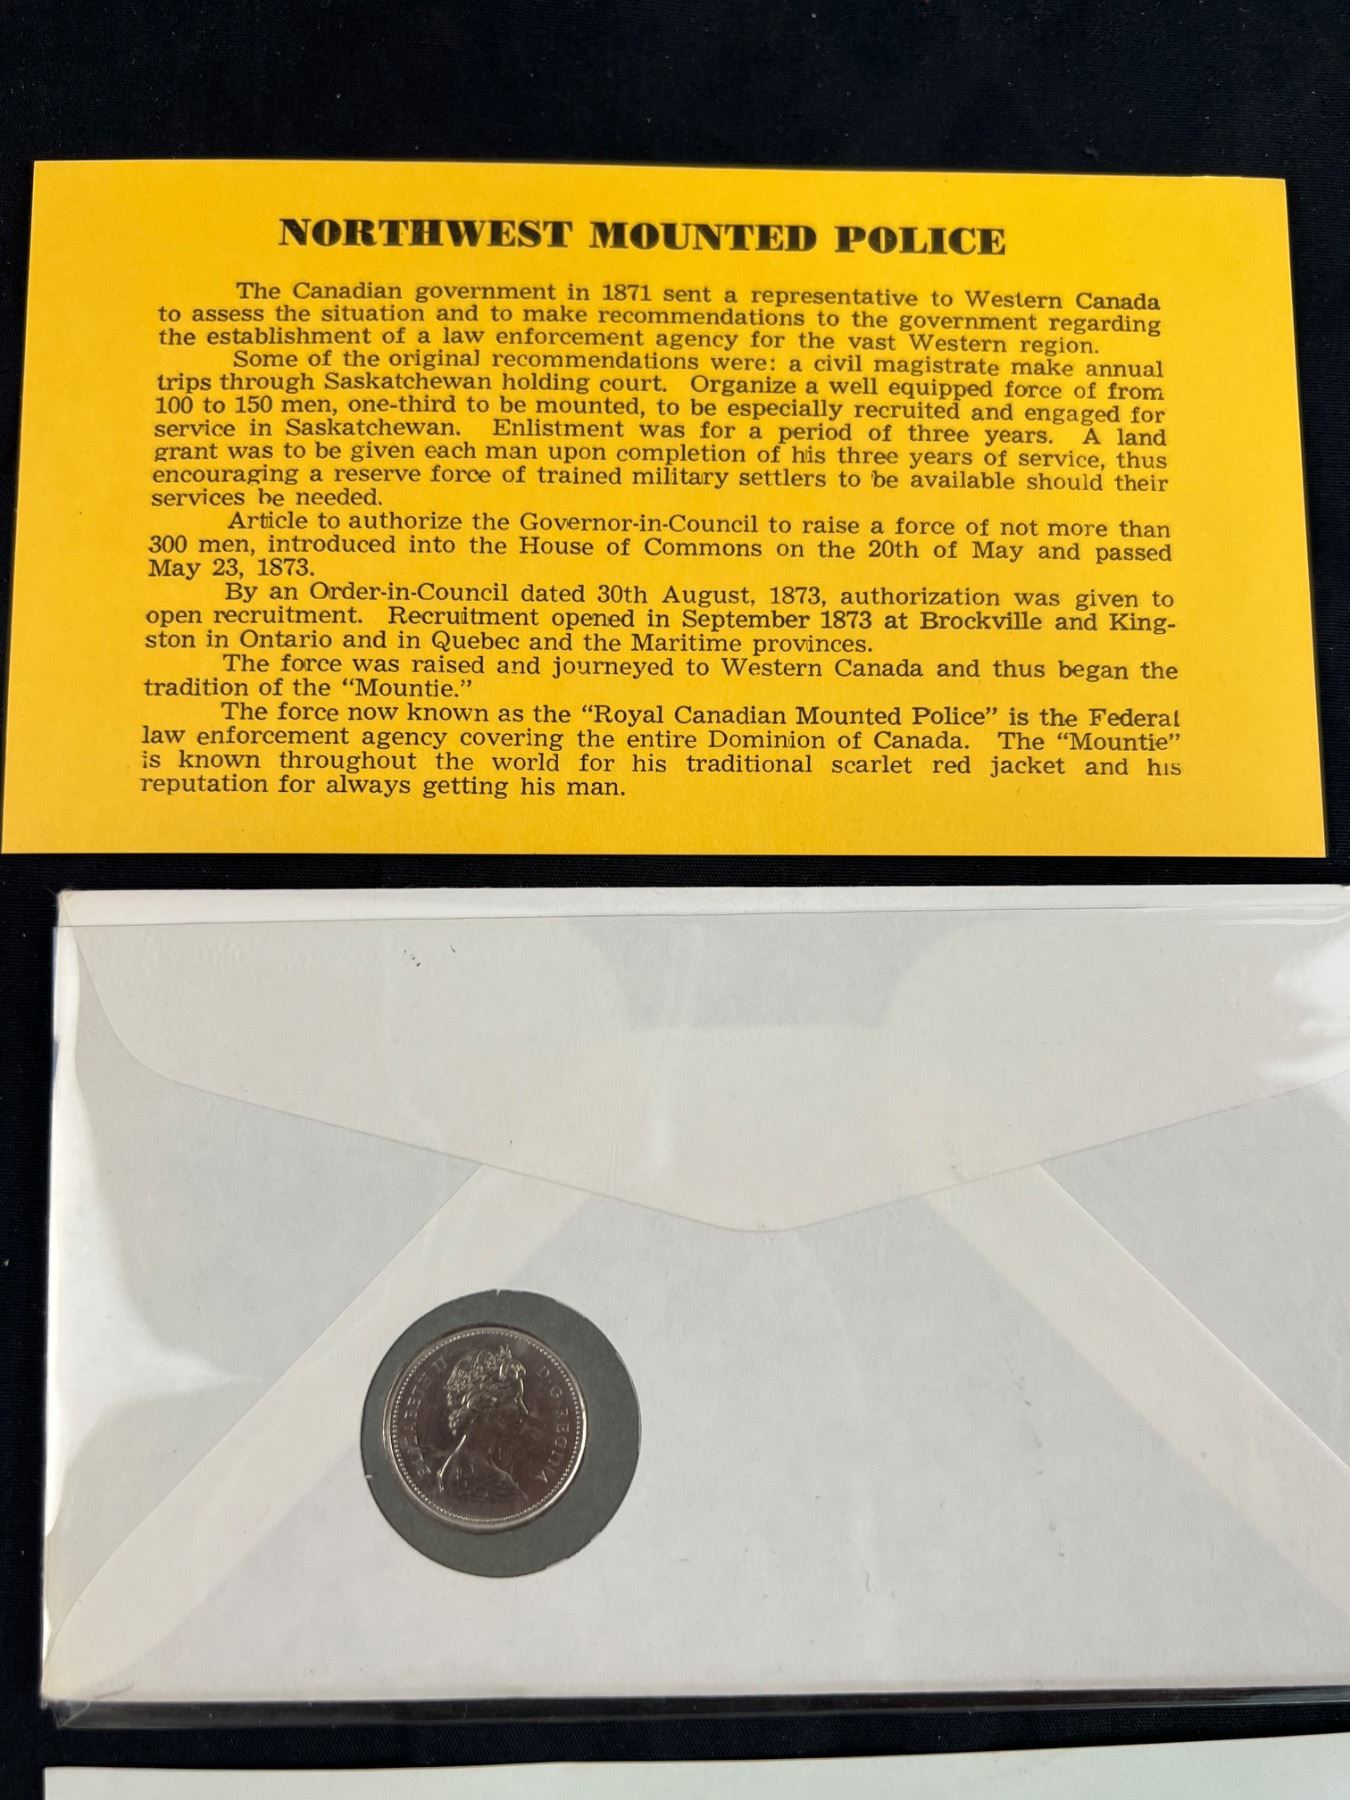 NORTHWEST MOUNTED POLICE
The Canadian government in 1871 sent a representative to Western Canada
to assess the situation and to make recommendations to the government regarding
the establishment of a law enforcement agency for the vast Western region.
Some of the original recommendations were: a civil magistrate make annual
trips through Saskatchewan holding court. Organize a well equipped force of from
100 to 150 men, one-third to be mounted, to be especially recruited and engaged for
service in Saskatchewan. Enlistment was for a period of three years. A land
grant was to be given each man upon completion of his three years of service, thus
encouraging a reserve force of trained military settlers to be available should their
services be needed.
Article to authorize the Governor-in-Council to raise a force of not more than
300 men, introduced into the House of Commons on the 20th of May and passed
May 23, 1873.
By an Order-in-Council dated 30th August, 1873, authorization was given to
open recruitment. Recruitment opened in September 1873 at Brockville and King-
ston in Ontario and in Quebec and the Maritime provinces.
The force was raised and journeyed to Western Canada and thus began the
tradition of the “Mountie.”
The force now known as the “Royal Canadian Mounted Police” is the Federal
law enforcement agency covering the entire Dominion of Canada. The “Mountie”
is known throughout the world for his traditional scarlet red jacket and his
reputation for always getting his man.
ELIZABETH II D·G·REGINA